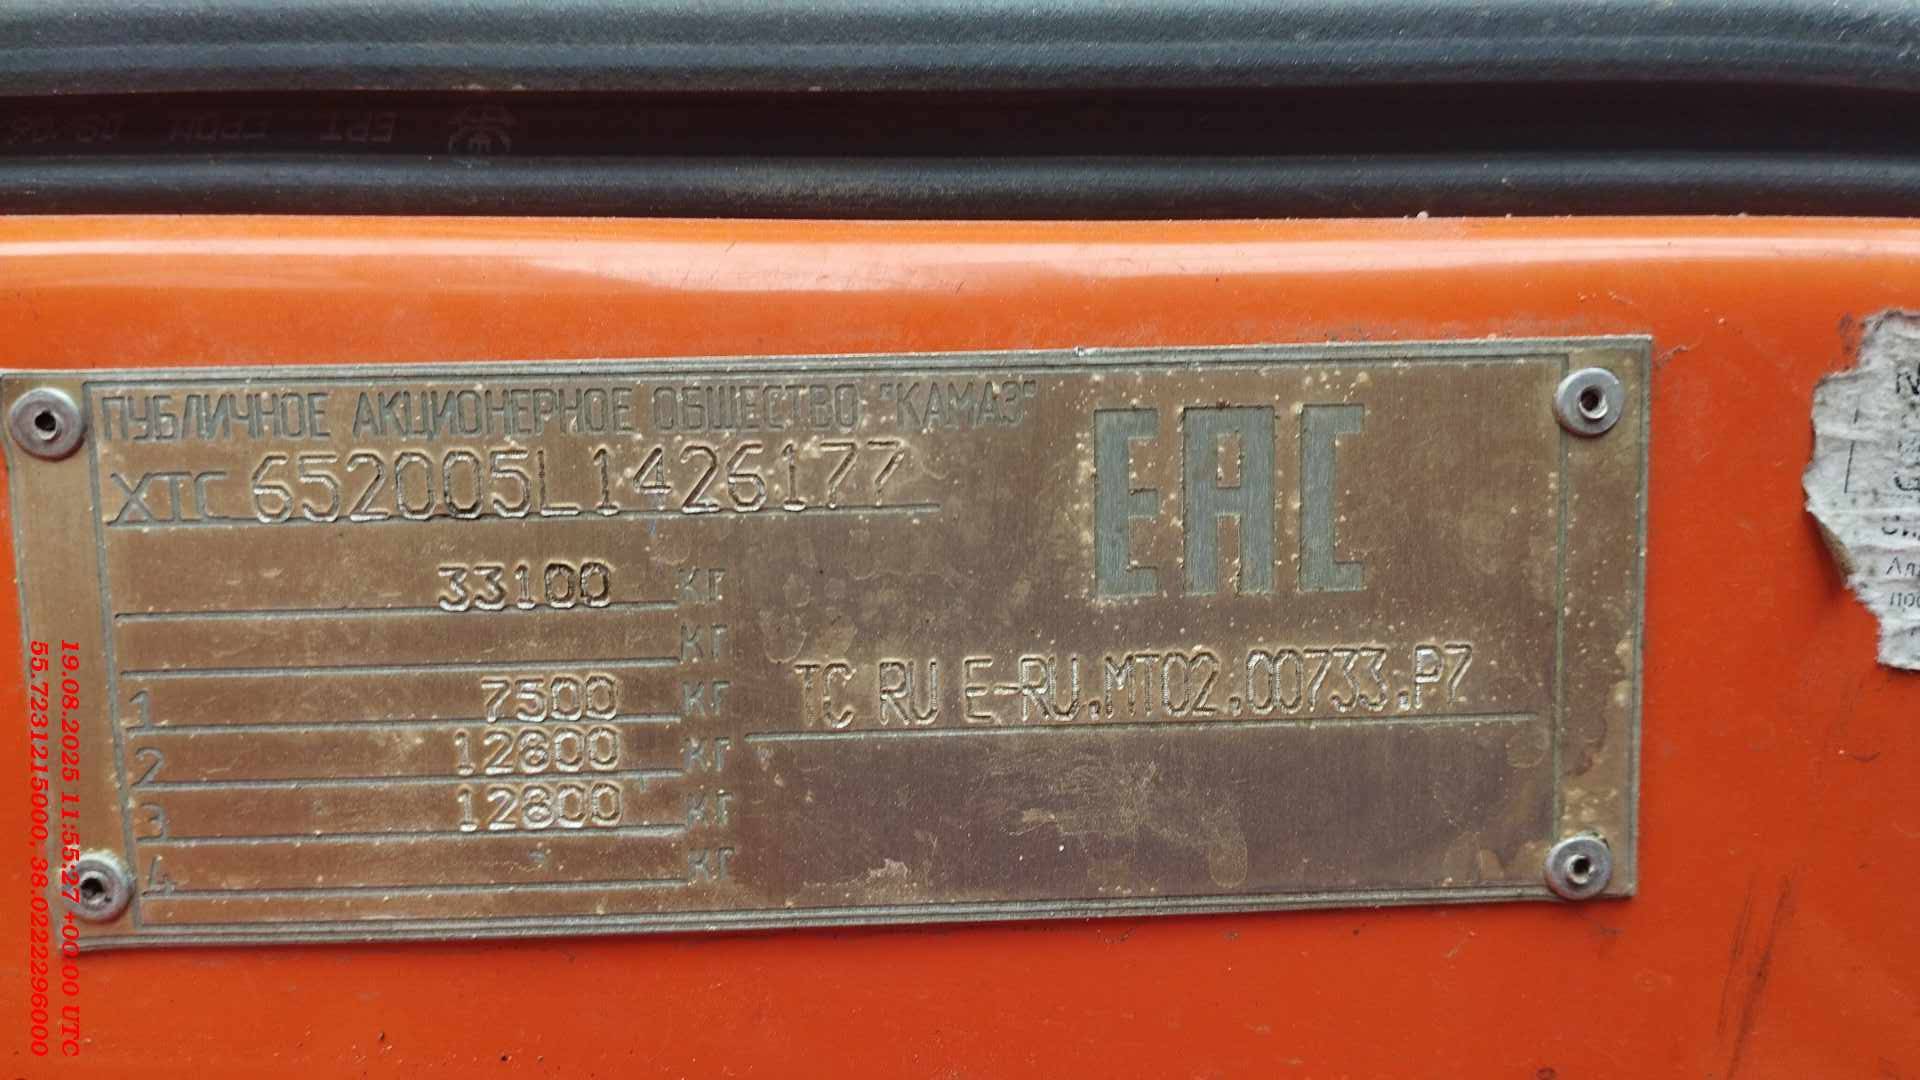 ПУБЛИЧНОЕ АКЦИОНЕРНОЕ ОБЩЕСТВО "КАМАЗ"
XTC 652005L1426177
EAC
33100 КГ
КГ
1 7500 КГ
2 12800 КГ
3 12800 КГ
4 КГ
TC RU E-RU.MT02.00733.P7
19.08.2025 11:55:27 +00:00 UTC
55.7231215000, 38.0222296000